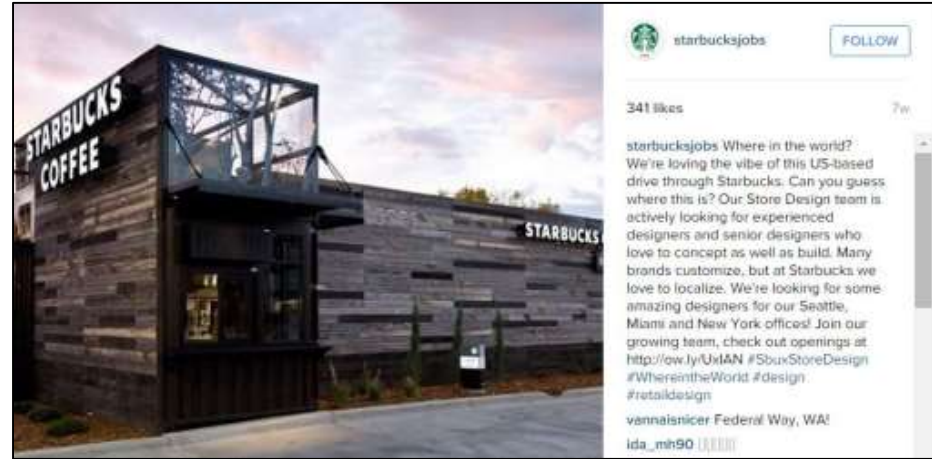 STARBUCKS
COFFEE
STARBUCKS
starbucksjobs
FOLLOW
341 likes
7w
starbucksjobs Where in the world?
We're loving the vibe of this US-based
drive through Starbucks. Can you guess
where this is? Our Store Design team is
actively looking for experienced
designers and senior designers who
love to concept as well as build. Many
brands customize, but at Starbucks we
love to localize. We're looking for some
amazing designers for our Seattle,
Miami and New York offices! Join our
growing team, check out openings at
http://ow.ly/UxIAN #SbuxStoreDesign
#WhereintheWorld #design
#retaildesign
vannaisnicer Federal Way, WA!
ida_mh90